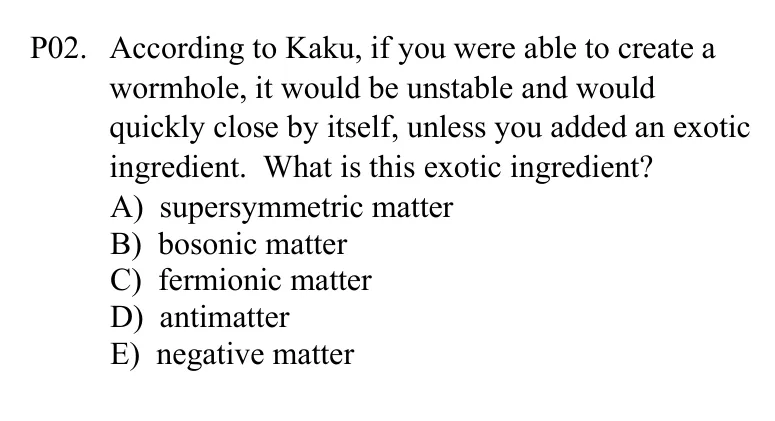 P02. According to Kaku, if you were able to create a
wormhole, it would be unstable and would
quickly close by itself, unless you added an exotic
ingredient. What is this exotic ingredient?
A) supersymmetric matter
B) bosonic matter
C) fermionic matter
D) antimatter
E) negative matter